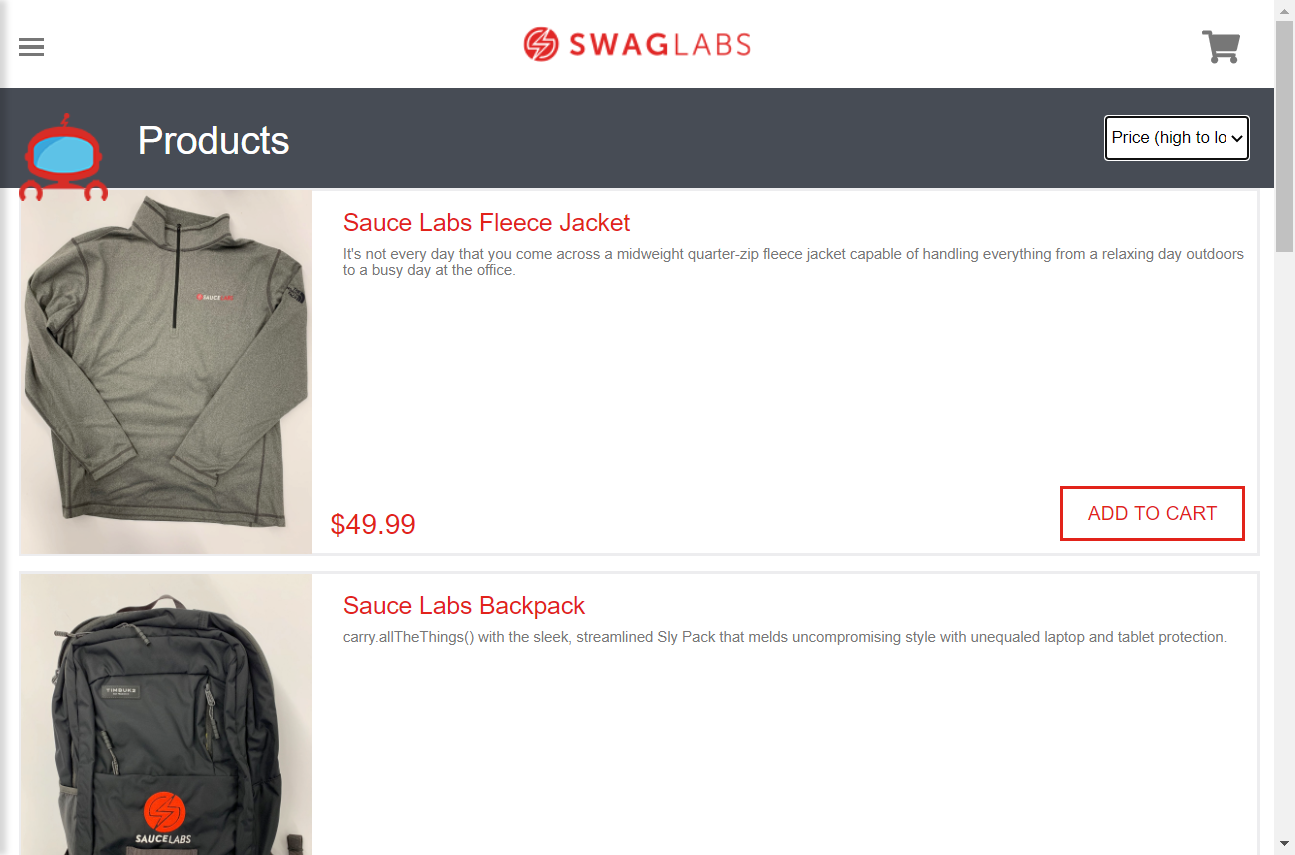 SWAGLABS
Products
Price (high to lo
Sauce Labs Fleece Jacket
It's not every day that you come across a midweight quarter-zip fleece jacket capable of handling everything from a relaxing day outdoors
to a busy day at the office.
SAUCE LABS
$49.99
ADD TO CART
Sauce Labs Backpack
carry.allTheThings() with the sleek, streamlined Sly Pack that melds uncompromising style with unequaled laptop and tablet protection.
TIMBUK2
SAUCELABS